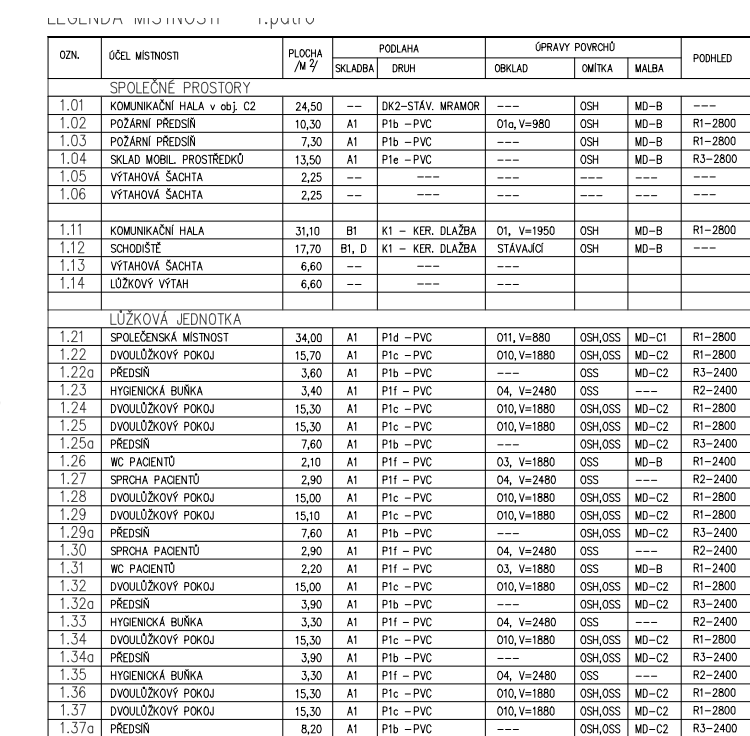 LEGENDA MÍSTNOSTÍ 1.patro
OZN. ÚČEL MÍSTNOSTI PLOCHA /M 2/ PODLAHA ÚPRAVY POVRCHŮ PODHLED
SKLADBA DRUH OBKLAD OMÍTKA MALBA
SPOLEČNÉ PROSTORY
1.01 KOMUNIKAČNÍ HALA v obj. C2 24,50 -- DK2-STÁV. MRAMOR --- OSH MD-B ---
1.02 POŽÁRNÍ PŘEDSÍŇ 10,30 A1 P1b -PVC 01a, V=980 OSH MD-B R1-2800
1.03 POŽÁRNÍ PŘEDSÍŇ 7,30 A1 P1b -PVC --- OSH MD-B R1-2800
1.04 SKLAD MOBIL. PROSTŘEDKŮ 13,50 A1 P1e -PVC --- OSH MD-B R3-2800
1.05 VÝTAHOVÁ ŠACHTA 2,25 -- --- --- --- --- ---
1.06 VÝTAHOVÁ ŠACHTA 2,25 -- --- --- --- --- ---
1.11 KOMUNIKAČNÍ HALA 31,10 B1 K1 - KER. DLAŽBA 01, V=1950 OSH MD-B R1-2800
1.12 SCHODIŠTĚ 17,70 B1, D K1 - KER. DLAŽBA STÁVAJÍCÍ OSH MD-B ---
1.13 VÝTAHOVÁ ŠACHTA 6,60 -- --- ---
1.14 LŮŽKOVÝ VÝTAH 6,60 -- --- ---
LŮŽKOVÁ JEDNOTKA
1.21 SPOLEČENSKÁ MÍSTNOST 34,00 A1 P1d -PVC 011, V=880 OSH,OSS MD-C1 R1-2800
1.22 DVOULŮŽKOVÝ POKOJ 15,70 A1 P1c -PVC 010, V=1880 OSH,OSS MD-C2 R1-2800
1.22a PŘEDSÍŇ 3,60 A1 P1b -PVC --- OSS MD-C2 R3-2400
1.23 HYGIENICKÁ BUŇKA 3,40 A1 P1f - PVC 04, V=2480 OSS --- R2-2400
1.24 DVOULŮŽKOVÝ POKOJ 15,30 A1 P1c -PVC 010, V=1880 OSH,OSS MD-C2 R1-2800
1.25 DVOULŮŽKOVÝ POKOJ 15,30 A1 P1c -PVC 010, V=1880 OSH,OSS MD-C2 R1-2800
1.25a PŘEDSÍŇ 7,60 A1 P1b -PVC --- OSH,OSS MD-C2 R3-2400
1.26 WC PACIENTŮ 2,10 A1 P1f - PVC 03, V=1880 OSS MD-B R1-2400
1.27 SPRCHA PACIENTŮ 2,90 A1 P1f - PVC 04, V=2480 OSS --- R2-2400
1.28 DVOULŮŽKOVÝ POKOJ 15,00 A1 P1c -PVC 010, V=1880 OSH,OSS MD-C2 R1-2800
1.29 DVOULŮŽKOVÝ POKOJ 15,10 A1 P1c -PVC 010, V=1880 OSH,OSS MD-C2 R1-2800
1.29a PŘEDSÍŇ 7,60 A1 P1b -PVC --- OSH,OSS MD-C2 R3-2400
1.30 SPRCHA PACIENTŮ 2,90 A1 P1f - PVC 04, V=2480 OSS --- R2-2400
1.31 WC PACIENTŮ 2,20 A1 P1f - PVC 03, V=1880 OSS MD-B R1-2400
1.32 DVOULŮŽKOVÝ POKOJ 15,00 A1 P1c -PVC 010, V=1880 OSH,OSS MD-C2 R1-2800
1.32a PŘEDSÍŇ 3,90 A1 P1b -PVC --- OSH,OSS MD-C2 R3-2400
1.33 HYGIENICKÁ BUŇKA 3,30 A1 P1f - PVC 04, V=2480 OSS --- R2-2400
1.34 DVOULŮŽKOVÝ POKOJ 15,30 A1 P1c -PVC 010, V=1880 OSH,OSS MD-C2 R1-2800
1.34a PŘEDSÍŇ 3,90 A1 P1b -PVC --- OSH,OSS MD-C2 R3-2400
1.35 HYGIENICKÁ BUŇKA 3,30 A1 P1f - PVC 04, V=2480 OSS --- R2-2400
1.36 DVOULŮŽKOVÝ POKOJ 15,30 A1 P1c -PVC 010, V=1880 OSH,OSS MD-C2 R1-2800
1.37 DVOULŮŽKOVÝ POKOJ 15,30 A1 P1c -PVC 010, V=1880 OSH,OSS MD-C2 R1-2800
1.37a PŘEDSÍŇ 8,20 A1 P1b -PVC --- OSH,OSS MD-C2 R3-2400